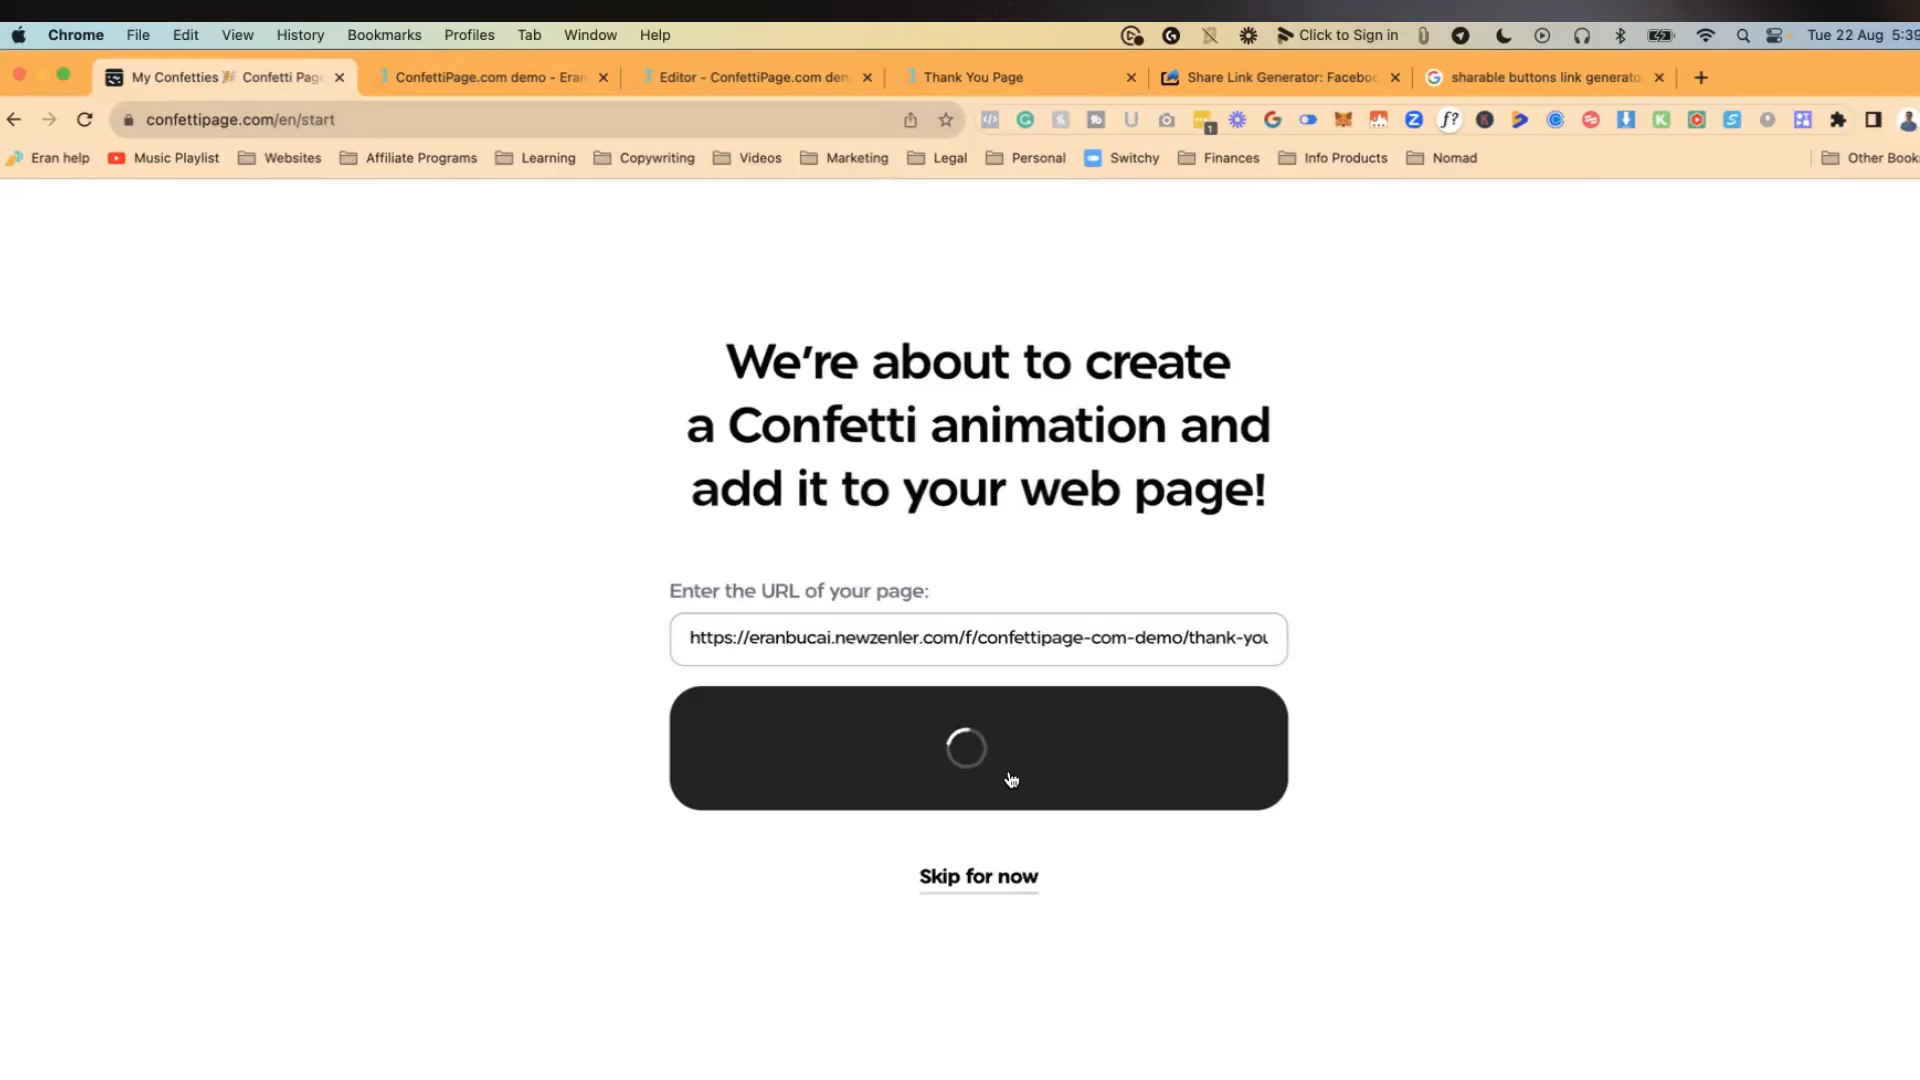 Chrome File Edit View History Bookmarks Profiles Tab Window Help Click to Sign in Tue 22 Aug 5:39
My Confetties 🎉 Confetti Page ConfettiPage.com demo - Eran Editor - ConfettiPage.com dem Thank You Page Share Link Generator: Faceboo sharable buttons link generato
confettipage.com/en/start
Eran help Music Playlist Websites Affiliate Programs Learning Copywriting Videos Marketing Legal Personal Switchy Finances Info Products Nomad Other Book
We're about to create
a Confetti animation and
add it to your web page!
Enter the URL of your page:
https://eranbucai.newzenler.com/f/confettipage-com-demo/thank-you
Skip for now